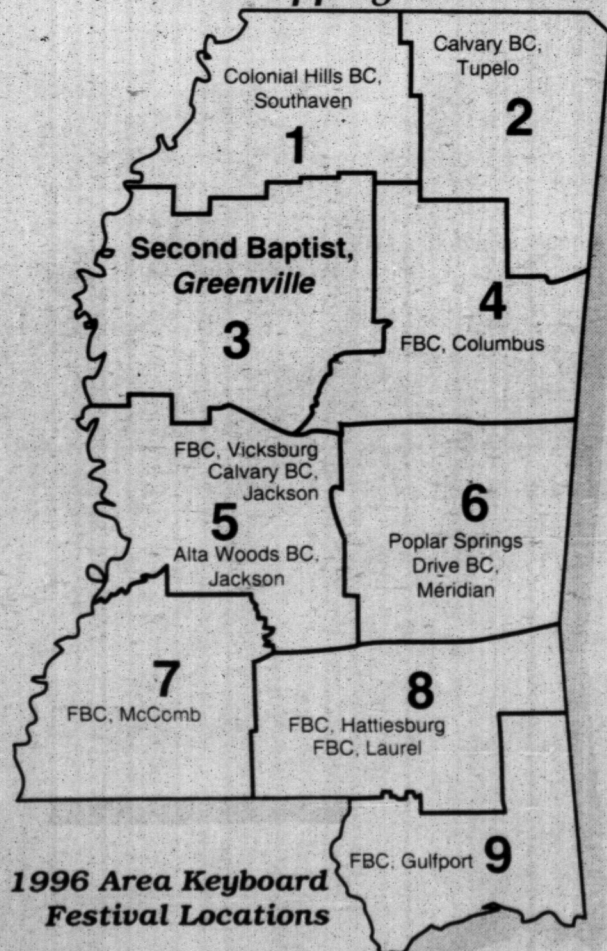 Calvary BC,
Tupelo
2
Colonial Hills BC,
Southaven
1
Second Baptist,
Greenville
3
4
FBC, Columbus
FBC, Vicksburg
Calvary BC,
Jackson
5
Alta Woods BC,
Jackson
6
Poplar Springs
Drive BC,
Meridian
7
FBC, McComb
8
FBC, Hattiesburg
FBC, Laurel
FBC, Gulfport 9
1996 Area Keyboard
Festival Locations